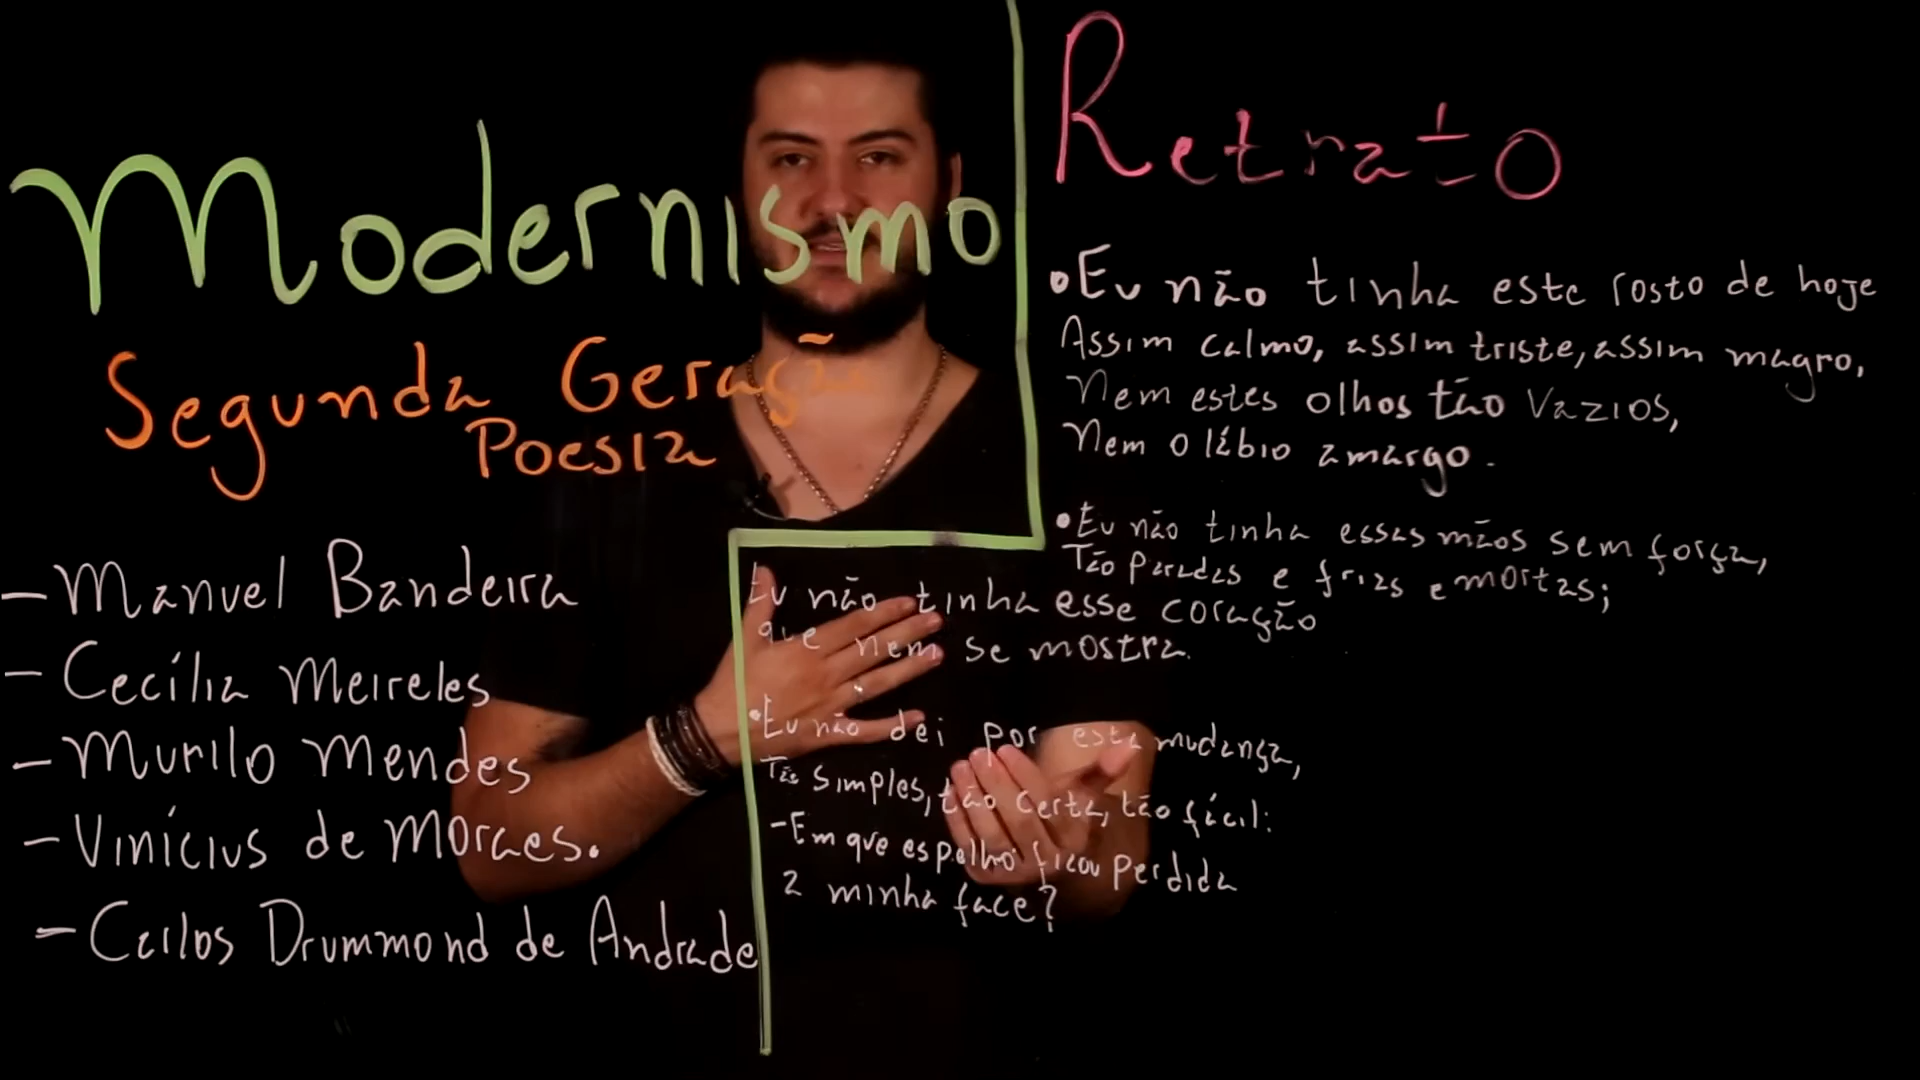 Modernismo
Segunda Geração
Poesia
- Manuel Bandeira
- Cecília Meireles
- Murilo Mendes
- Vinícius de Moraes.
- Carlos Drummond de Andrade
Retrato
• Eu não tinha este rosto de hoje
Assim calmo, assim triste, assim magro,
Nem estes olhos tão vazios,
Nem o lábio amargo.
• Eu não tinha essas mãos sem força,
Tão paradas e frias e mortas;
Eu não tinha esse coração
que nem se mostra.
• Eu não dei por esta mudança,
Tão simples, tão certa, tão fácil:
- Em que espelho ficou perdida
a minha face?